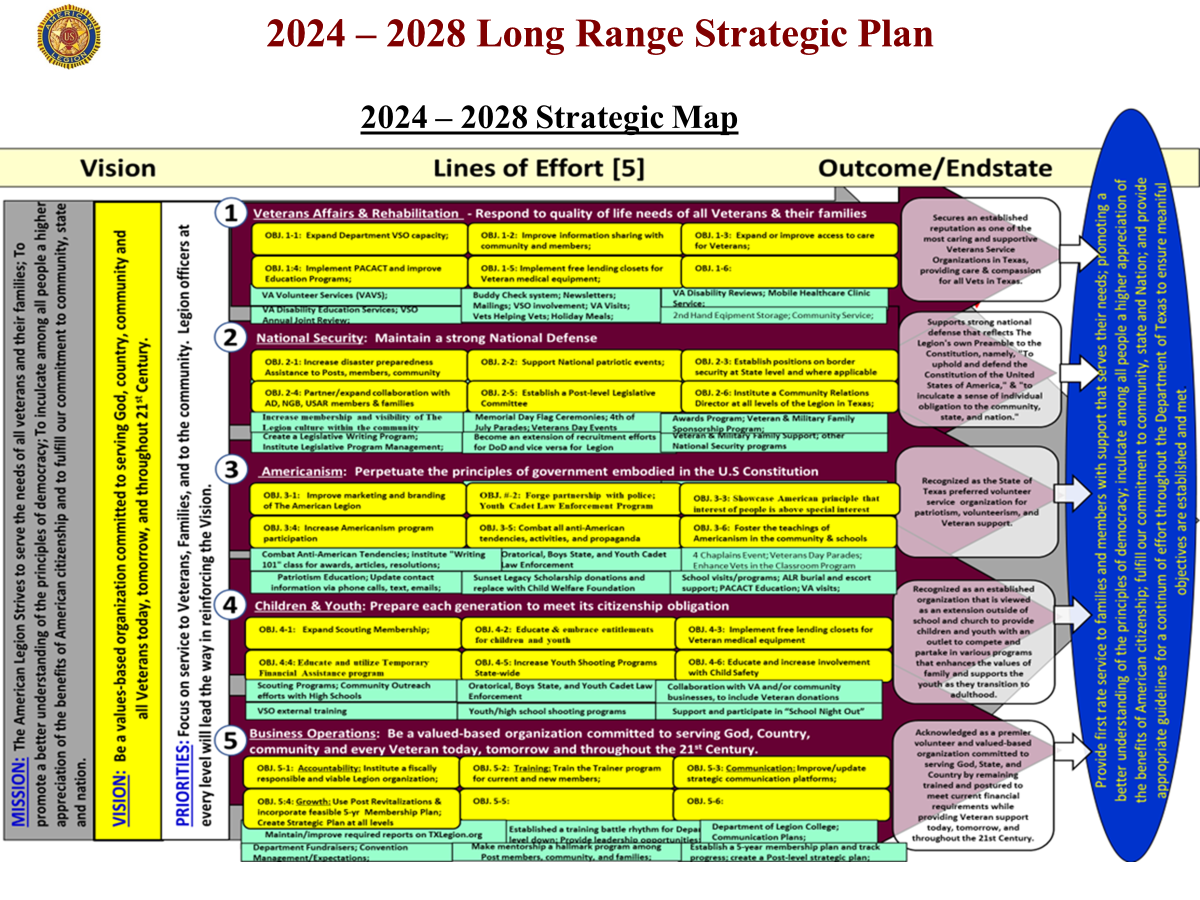 AMERICAN
US
LEGION
2024 – 2028 Long Range Strategic Plan
2024 – 2028 Strategic Map
Vision
Lines of Effort [5]
Outcome/Endstate
MISSION: The American Legion Strives to serve the needs of all veterans and their families; To
promote a better understanding of the principles of democracy; To inculcate among all people a higher
appreciation of the benefits of American citizenship and to fulfill our commitment to community, state
and nation.
VISION: Be a values-based organization committed to serving God, country, community and
all Veterans today, tomorrow, and throughout 21st Century.
PRIORITIES: Focus on service to Veterans, Families, and to the community. Legion officers at
every level will lead the way in reinforcing the Vision.
1
Veterans Affairs & Rehabilitation - Respond to quality of life needs of all Veterans & their families
OBJ. 1-1: Expand Department VSO capacity;
OBJ. 1-2: Improve information sharing with
community and members;
OBJ. 1-3: Expand or improve access to care
for Veterans;
OBJ. 1:4: Implement PACACT and improve
Education Programs;
OBJ. 1-5: Implement free lending closets for
Veteran medical equipment;
OBJ. 1-6:
VA Volunteer Services (VAVS);
Buddy Check system; Newsletters;
Mailings; VSO involvement; VA Visits;
Vets Helping Vets; Holiday Meals;
VA Disability Reviews; Mobile Healthcare Clinic
Service;
VA Disability Education Services; VSO
Annual Joint Review;
2nd Hand Eqipment Storage; Community Service;
Secures an established
reputation as one of the
most caring and supportive
Veterans Service
Organizations in Texas,
providing care & compassion
for all Vets in Texas.
2
National Security: Maintain a strong National Defense
OBJ. 2-1: Increase disaster preparedness
Assistance to Posts, members, community
OBJ. 2-2: Support National patriotic events;
OBJ. 2-3: Establish positions on border
security at State level and where applicable
OBJ. 2-4: Partner/expand collaboration with
AD, NGB, USAR members & families
OBJ. 2-5: Establish a Post-level Legislative
Committee
OBJ. 2-6: Institute a Community Relations
Director at all levels of the Legion in Texas;
Increase membership and visibility of The
Legion culture within the community
Memorial Day Flag Ceremonies; 4th of
July Parades; Veterans Day Events
Awards Program; Veteran & Military Family
Sponsorship Program;
Create a Legislative Writing Program;
Institute Legislative Program Management;
Become an extension of recruitment efforts
for DoD and vice versa for Legion
Veteran & Military Family Support; other
National Security programs
Supports strong national
defense that reflects The
Legion's own Preamble to the
Constitution, namely, "To
uphold and defend the
Constitution of the United
States of America," & "to
inculcate a sense of individual
obligation to the community,
state, and nation."
3
Americanism: Perpetuate the principles of government embodied in the U.S Constitution
OBJ. 3-1: Improve marketing and branding
of The American Legion
OBJ. #-2: Forge partnership with police;
Youth Cadet Law Enforcement Program
OBJ. 3-3: Showcase American principle that
interest of people is above special interest
OBJ. 3:4: Increase Americanism program
participation
OBJ. 3-5: Combat all anti-American
tendencies, activities, and propaganda
OBJ. 3-6: Foster the teachings of
Americanism in the community & schools
Combat Anti-American Tendencies; institute "Writing
101" class for awards, articles, resolutions;
Oratorical, Boys State, and Youth Cadet
Law Enforcement
4 Chaplains Event; Veterans Day Parades;
Enhance Vets in the Classroom Program
Patriotism Education; Update contact
information via phone calls, text, emails;
Sunset Legacy Scholarship donations and
replace with Child Welfare Foundation
School visits/programs; ALR burial and escort
support; PACACT Education; VA visits;
Recognized as the State of
Texas preferred volunteer
service organization for
patriotism, volunteerism, and
Veteran support.
4
Children & Youth: Prepare each generation to meet its citizenship obligation
OBJ. 4-1: Expand Scouting Membership;
OBJ. 4-2: Educate & embrace entitlements
for children and youth
OBJ. 4-3: Implement free lending closets for
Veteran medical equipment
OBJ. 4:4: Educate and utilize Temporary
Financial Assistance program
OBJ. 4-5: Increase Youth Shooting Programs
State-wide
OBJ. 4-6: Educate and increase involvement
with Child Safety
Scouting Programs; Community Outreach
efforts with High Schools
Oratorical, Boys State, and Youth Cadet Law
Enforcement
Collaboration with VA and/or community
businesses, to include Veteran donations
VSO external training
Youth/high school shooting programs
Support and participate in "School Night Out"
Recognized as an established
organization that is viewed
as an extension outside of
school and church to provide
children and youth with an
outlet to compete and
partake in various programs
that enhances the values of
family and supports the
youth as they transition to
adulthood.
5
Business Operations: Be a valued-based organization committed to serving God, Country,
community and every Veteran today, tomorrow and throughout the 21st Century.
OBJ. 5-1: Accountability: Institute a fiscally
responsible and viable Legion organization;
OBJ. 5-2: Training: Train the Trainer program
for current and new members;
OBJ. 5-3: Communication: Improve/update
strategic communication platforms;
OBJ. 5:4: Growth: Use Post Revitalizations &
incorporate feasible 5-yr Membership Plan;
Create Strategic Plan at all levels
OBJ. 5-5:
OBJ. 5-6:
Maintain/improve required reports on TXLegion.org
Established a training battle rhythm for Depar
level down; Provide leadership opportunities
Department of Legion College;
Communication Plans;
Department Fundraisers; Convention
Management/Expectations;
Make mentorship a hallmark program among
Post members, community, and families;
Establish a 5-year membership plan and track
progress; create a Post-level strategic plan;
Acknowledged as a premier
volunteer and valued-based
organization committed to
serving God, State, and
Country by remaining
trained and postured to
meet current financial
requirements while
providing Veteran support
today, tomorrow, and
throughout the 21st Century.
Provide first rate service to families and members with support that serves their needs; promoting a
better understanding of the principles of democracy; inculcate among all people a higher appreciation of
the benefits of American citizenship, fulfill our commitment to community, state and Nation; and provide
appropriate guidelines for a continuum of effort throughout the Department of Texas to ensure meaniful
objectives are established and met